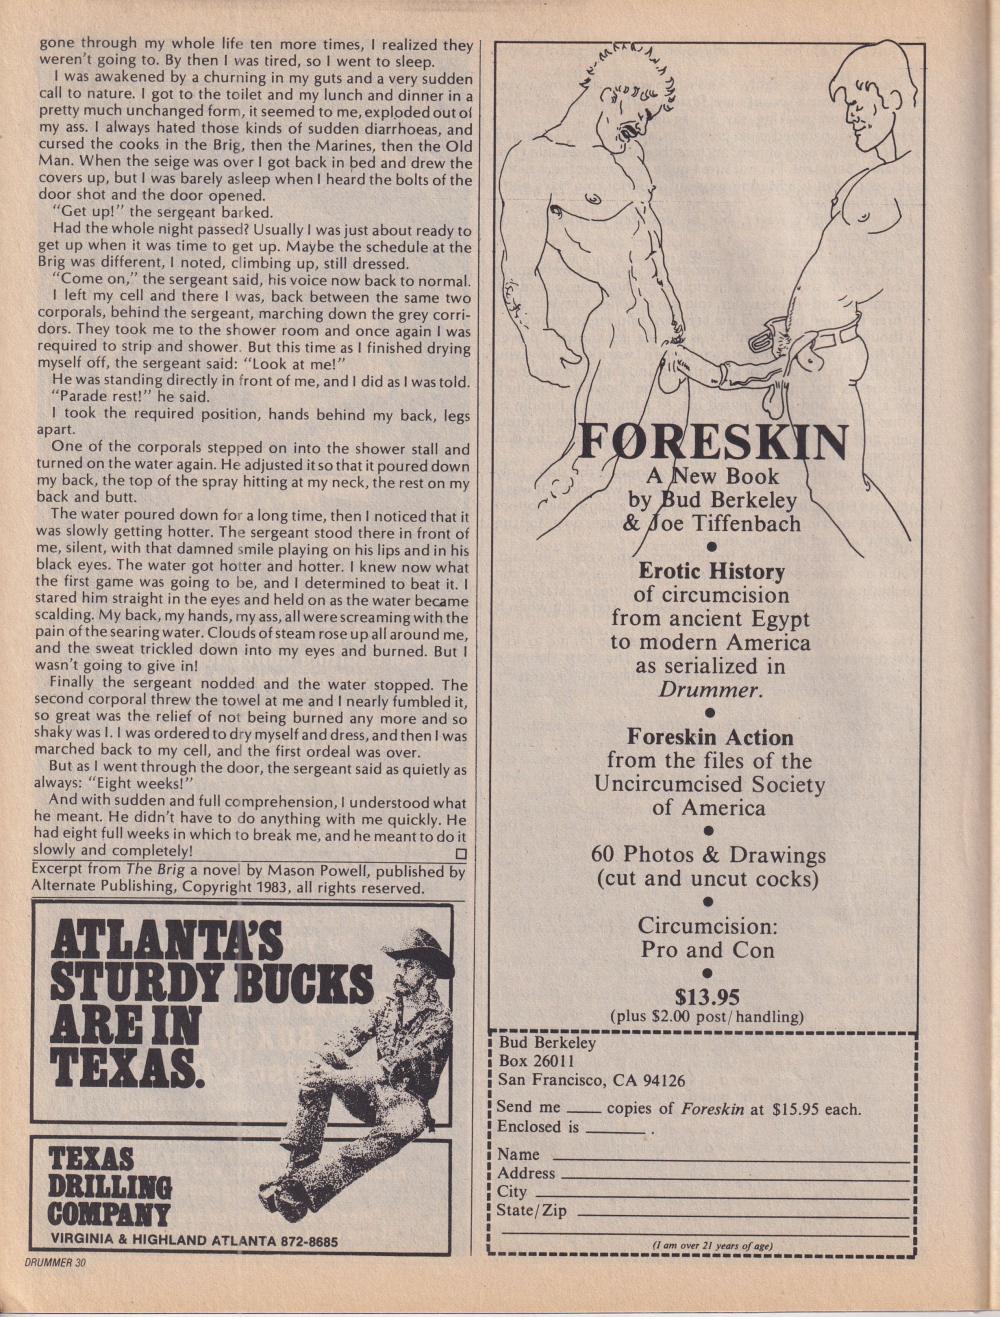 gone through my whole life ten more times, I realized they
weren't going to. By then I was tired, so I went to sleep.
I was awakened by a churning in my guts and a very sudden
call to nature. I got to the toilet and my lunch and dinner in a
pretty much unchanged form, it seemed to me, exploded out of
my ass. I always hated those kinds of sudden diarrhoeas, and
cursed the cooks in the Brig, then the Marines, then the Old
Man. When the seige was over I got back in bed and drew the
covers up, but I was barely asleep when I heard the bolts of the
door shot and the door opened.
"Get up!" the sergeant barked.
Had the whole night passed? Usually I was just about ready to
get up when it was time to get up. Maybe the schedule at the
Brig was different, I noted, climbing up, still dressed.
"Come on," the sergeant said, his voice now back to normal.
I left my cell and there I was, back between the same two
corporals, behind the sergeant, marching down the grey corri-
dors. They took me to the shower room and once again I was
required to strip and shower. But this time as I finished drying
myself off, the sergeant said: "Look at me!"
He was standing directly in front of me, and I did as I was told.
"Parade rest!" he said.
I took the required position, hands behind my back, legs
apart.
One of the corporals stepped on into the shower stall and
turned on the water again. He adjusted it so that it poured down
my back, the top of the spray hitting at my neck, the rest on my
back and butt.
The water poured down for a long time, then I noticed that it
was slowly getting hotter. The sergeant stood there in front of
me, silent, with that damned smile playing on his lips and in his
black eyes. The water got hotter and hotter. I knew now what
the first game was going to be, and I determined to beat it. I
stared him straight in the eyes and held on as the water became
scalding. My back, my hands, my ass, all were screaming with the
pain of the searing water. Clouds of steam rose up all around me,
and the sweat trickled down into my eyes and burned. But I
wasn't going to give in!
Finally the sergeant nodded and the water stopped. The
second corporal threw the towel at me and I nearly fumbled it,
so great was the relief of not being burned any more and so
shaky was I. I was ordered to dry myself and dress, and then I was
marched back to my cell, and the first ordeal was over.
But as I went through the door, the sergeant said as quietly as
always: "Eight weeks!"
And with sudden and full comprehension, I understood what
he meant. He didn't have to do anything with me quickly. He
had eight full weeks in which to break me, and he meant to do it
slowly and completely!
Excerpt from The Brig a novel by Mason Powell, published by
Alternate Publishing, Copyright 1983, all rights reserved.
ATLANTA'S
STURDY BUCKS
ARE IN
TEXAS.
TEXAS
DRILLING
COMPANY
VIRGINIA & HIGHLAND ATLANTA 872-8685
DRUMMER 30
FORESKIN
A New Book
by Bud Berkeley
& Joe Tiffenbach
•
Erotic History
of circumcision
from ancient Egypt
to modern America
as serialized in
Drummer.
•
Foreskin Action
from the files of the
Uncircumcised Society
of America
•
60 Photos & Drawings
(cut and uncut cocks)
•
Circumcision:
Pro and Con
•
$13.95
(plus $2.00 post/handling)
Bud Berkeley
Box 26011
San Francisco, CA 94126
Send me ____ copies of Foreskin at $15.95 each.
Enclosed is ______ .
Name
Address
City
State/Zip
(I am over 21 years of age)